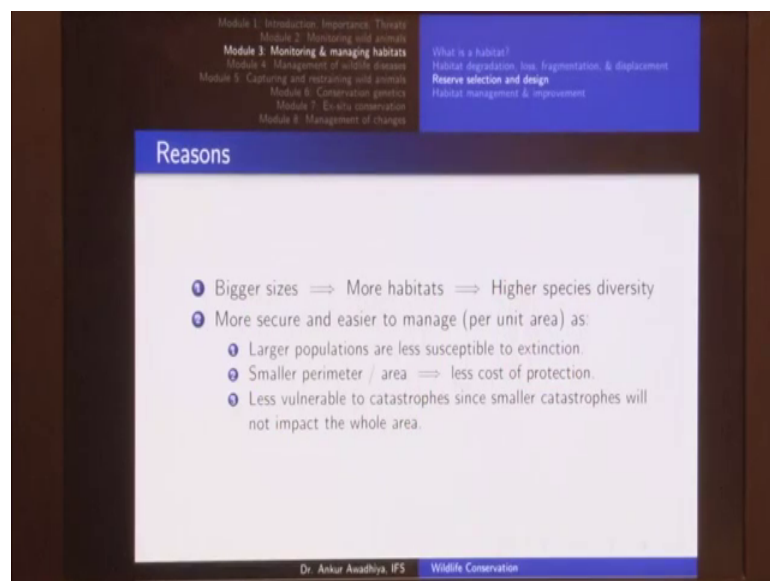 Module 1: Introduction, Importance, Threats
Module 2: Monitoring wild animals
Module 3: Monitoring & managing habitats
Module 4: Management of wildlife diseases
Module 5: Capturing and restraining wild animals
Module 6: Conservation genetics
Module 7: Ex-situ conservation
Module 8: Management of changes
What is a habitat?
Habitat degradation, loss, fragmentation, & displacement
Reserve selection and design
Habitat management & improvement
Reasons
1 Bigger sizes ⟹ More habitats ⟹ Higher species diversity
2 More secure and easier to manage (per unit area) as:
1 Larger populations are less susceptible to extinction.
2 Smaller perimeter / area ⟹ less cost of protection.
3 Less vulnerable to catastrophes since smaller catastrophes will
not impact the whole area.
Dr. Ankur Awadhiya, IFS Wildlife Conservation